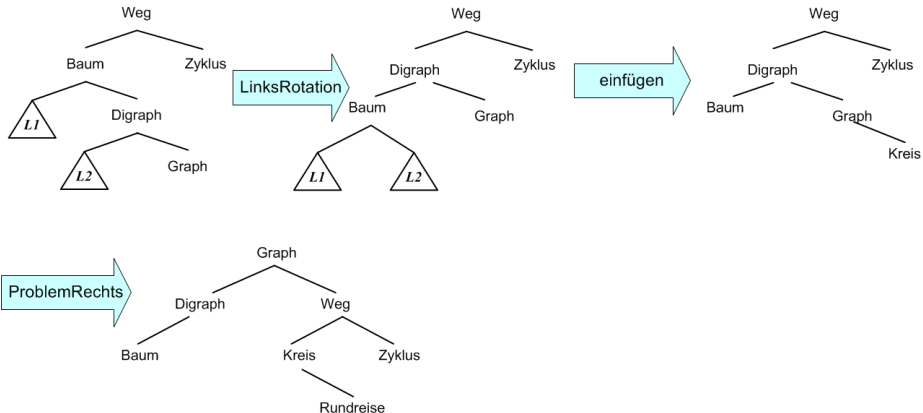 Weg
Baum
Zyklus
L1
Digraph
L2
Graph
LinksRotation
Weg
Digraph
Zyklus
Baum
Graph
L1
L2
einfügen
Weg
Digraph
Zyklus
Baum
Graph
Kreis
ProblemRechts
Graph
Digraph
Weg
Baum
Kreis
Zyklus
Rundreise